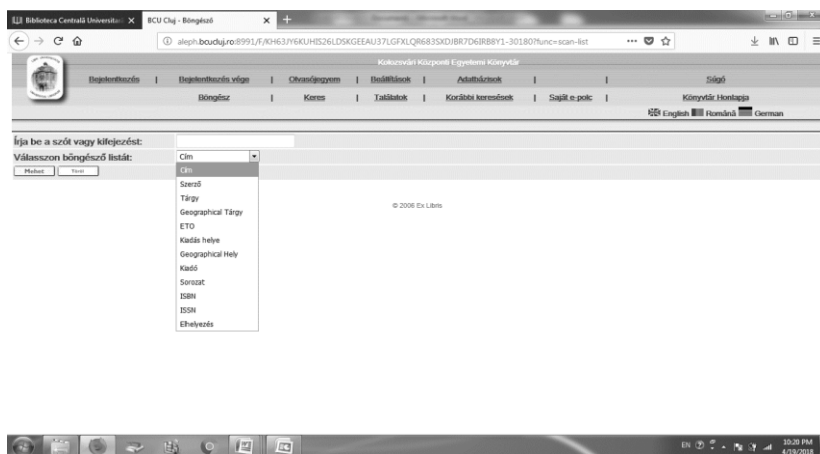 Biblioteca Centrală Universitară × BCU Cluj - Böngésző × +
aleph.bcucluj.ro:8991/F/KH63JY6KUHIS26LDSKGEEAU37LGFXLQR683SXDJBR7D6IRB8Y1-30180?func=scan-list ...
Kolozsvári Központi Egyetemi Könyvtár
Bejelentkezés | Bejelentkezés vége | Olvasójegyem | Beállítások | Adatbázisok | | Súgó
Böngész | Keres | Találatok | Korábbi keresések | Saját e-polc | Könyvtár Honlapja
English Română German
Írja be a szót vagy kifejezést:
Válasszon böngésző listát: Cím
Mehet Töröl
Cím
Szerző
Tárgy
Geographical Tárgy
ETO
Kiadás helye
Geographical Hely
Kiadó
Sorozat
ISBN
ISSN
Elhelyezés
© 2006 Ex Libris
EN 10:20 PM
4/19/2018